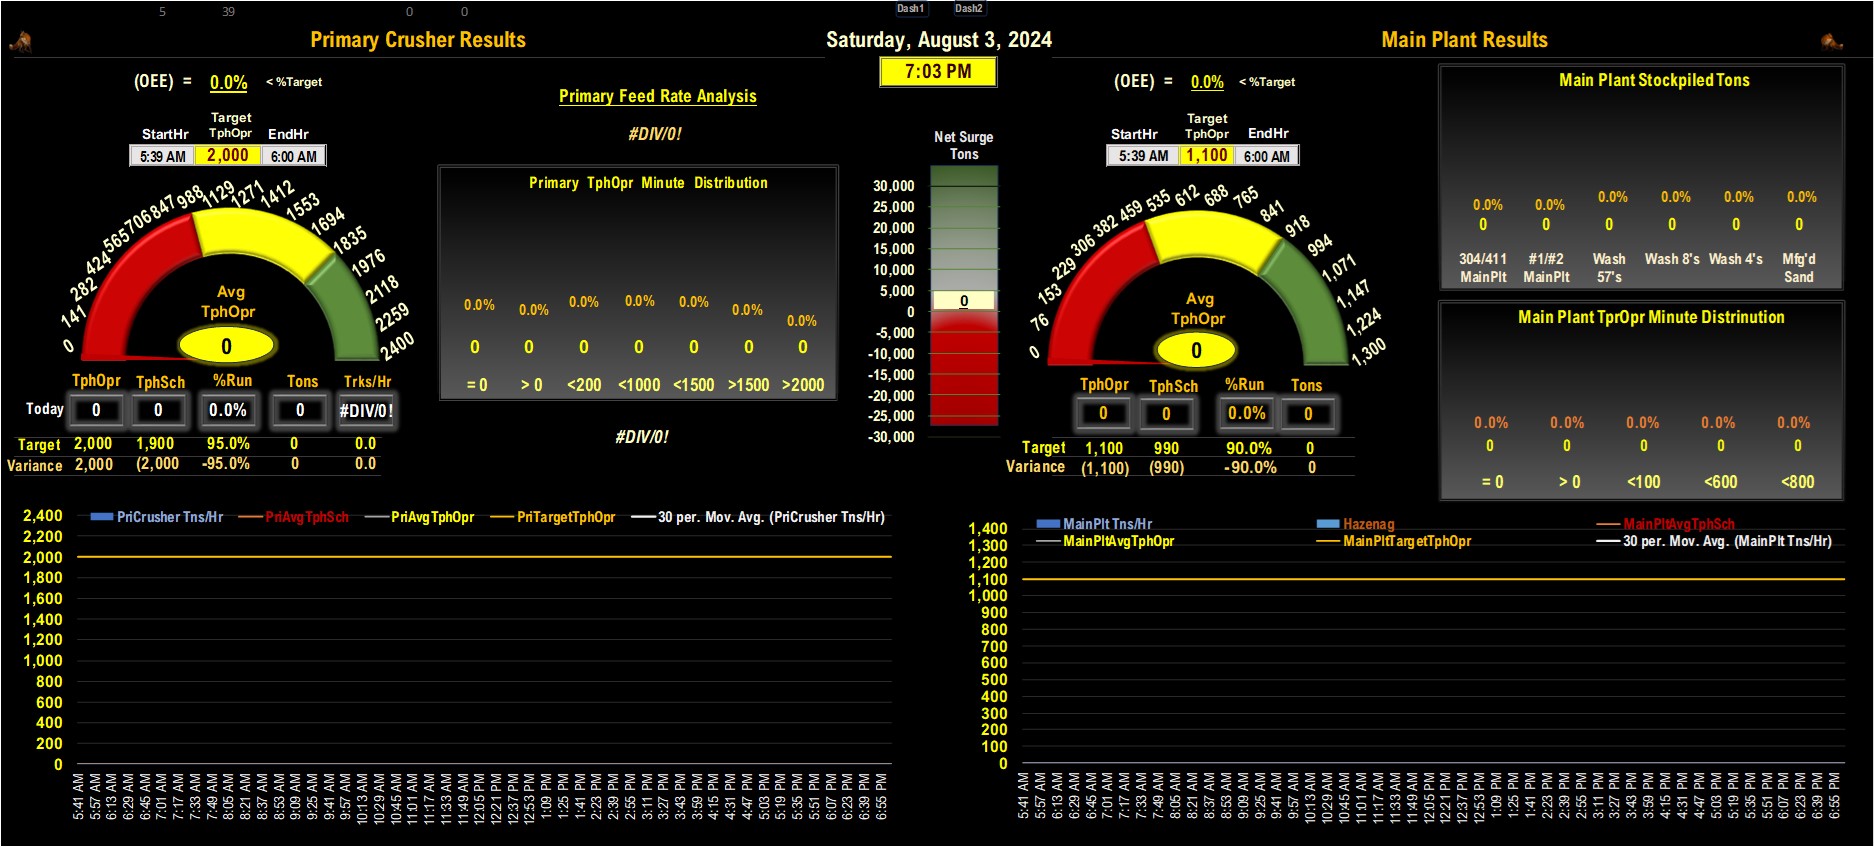 5 39 0 0 Dash1 Dash2
Primary Crusher Results
Saturday, August 3, 2024
Main Plant Results
7:03 PM
(OEE) = 0.0% < %Target
StartHr Target TphOpr EndHr
5:39 AM 2,000 6:00 AM
0 141 282 424 565 706 847 988 1129 1271 1412 1553 1694 1835 1976 2118 2259 2400
Avg
TphOpr
0
TphOpr TphSch %Run Tons Trks/Hr
Today 0 0 0.0% 0 #DIV/0!
Target 2,000 1,900 95.0% 0 0.0
Variance 2,000 (2,000 -95.0% 0 0.0
Primary Feed Rate Analysis
#DIV/0!
Primary TphOpr Minute Distribution
0.0% 0.0% 0.0% 0.0% 0.0% 0.0% 0.0%
0 0 0 0 0 0 0
= 0 > 0 <200 <1000 <1500 >1500 >2000
#DIV/0!
Net Surge
Tons
30,000
25,000
20,000
15,000
10,000
5,000
0
0
-5,000
-10,000
-15,000
-20,000
-25,000
-30,000
(OEE) = 0.0% < %Target
StartHr Target TphOpr EndHr
5:39 AM 1,100 6:00 AM
0 76 153 229 306 382 459 535 612 688 765 841 918 994 1,071 1,147 1,224 1,300
Avg
TphOpr
0
TphOpr TphSch %Run Tons
0 0 0.0% 0
Target 1,100 990 90.0% 0
Variance (1,100) (990) -90.0% 0
Main Plant Stockpiled Tons
0.0% 0.0% 0.0% 0.0% 0.0% 0.0%
0 0 0 0 0 0
304/411 #1/#2 Wash Wash 8's Wash 4's Mfg'd
MainPlt MainPlt 57's Sand
Main Plant TprOpr Minute Distrinution
0.0% 0.0% 0.0% 0.0% 0.0%
0 0 0 0 0
= 0 > 0 <100 <600 <800
PriCrusher Tns/Hr PriAvgTphSch PriAvgTphOpr PriTargetTphOpr 30 per. Mov. Avg. (PriCrusher Tns/Hr)
2,400
2,200
2,000
1,800
1,600
1,400
1,200
1,000
800
600
400
200
0
5:41 AM 5:57 AM 6:13 AM 6:29 AM 6:45 AM 7:01 AM 7:17 AM 7:33 AM 7:49 AM 8:05 AM 8:21 AM 8:37 AM 8:53 AM 9:09 AM 9:25 AM 9:41 AM 9:57 AM 10:13 AM 10:29 AM 10:45 AM 11:01 AM 11:17 AM 11:33 AM 11:49 AM 12:05 PM 12:21 PM 12:37 PM 12:53 PM 1:09 PM 1:25 PM 1:41 PM 2:23 PM 2:39 PM 2:55 PM 3:11 PM 3:27 PM 3:43 PM 3:59 PM 4:15 PM 4:31 PM 4:47 PM 5:03 PM 5:19 PM 5:35 PM 5:51 PM 6:07 PM 6:23 PM 6:39 PM 6:55 PM
MainPlt Tns/Hr Hazenag MainPltAvgTphSch
MainPltAvgTphOpr MainPltTargetTphOpr 30 per. Mov. Avg. (MainPlt Tns/Hr)
1,400
1,300
1,200
1,100
1,000
900
800
700
600
500
400
300
200
100
0
5:41 AM 5:57 AM 6:13 AM 6:29 AM 6:45 AM 7:01 AM 7:17 AM 7:33 AM 7:49 AM 8:05 AM 8:21 AM 8:37 AM 8:53 AM 9:09 AM 9:25 AM 9:41 AM 9:57 AM 10:13 AM 10:29 AM 10:45 AM 11:01 AM 11:17 AM 11:33 AM 11:49 AM 12:05 PM 12:21 PM 12:37 PM 12:53 PM 1:09 PM 1:25 PM 1:41 PM 2:23 PM 2:39 PM 2:55 PM 3:11 PM 3:27 PM 3:43 PM 3:59 PM 4:15 PM 4:31 PM 4:47 PM 5:03 PM 5:19 PM 5:35 PM 5:51 PM 6:07 PM 6:23 PM 6:39 PM 6:55 PM